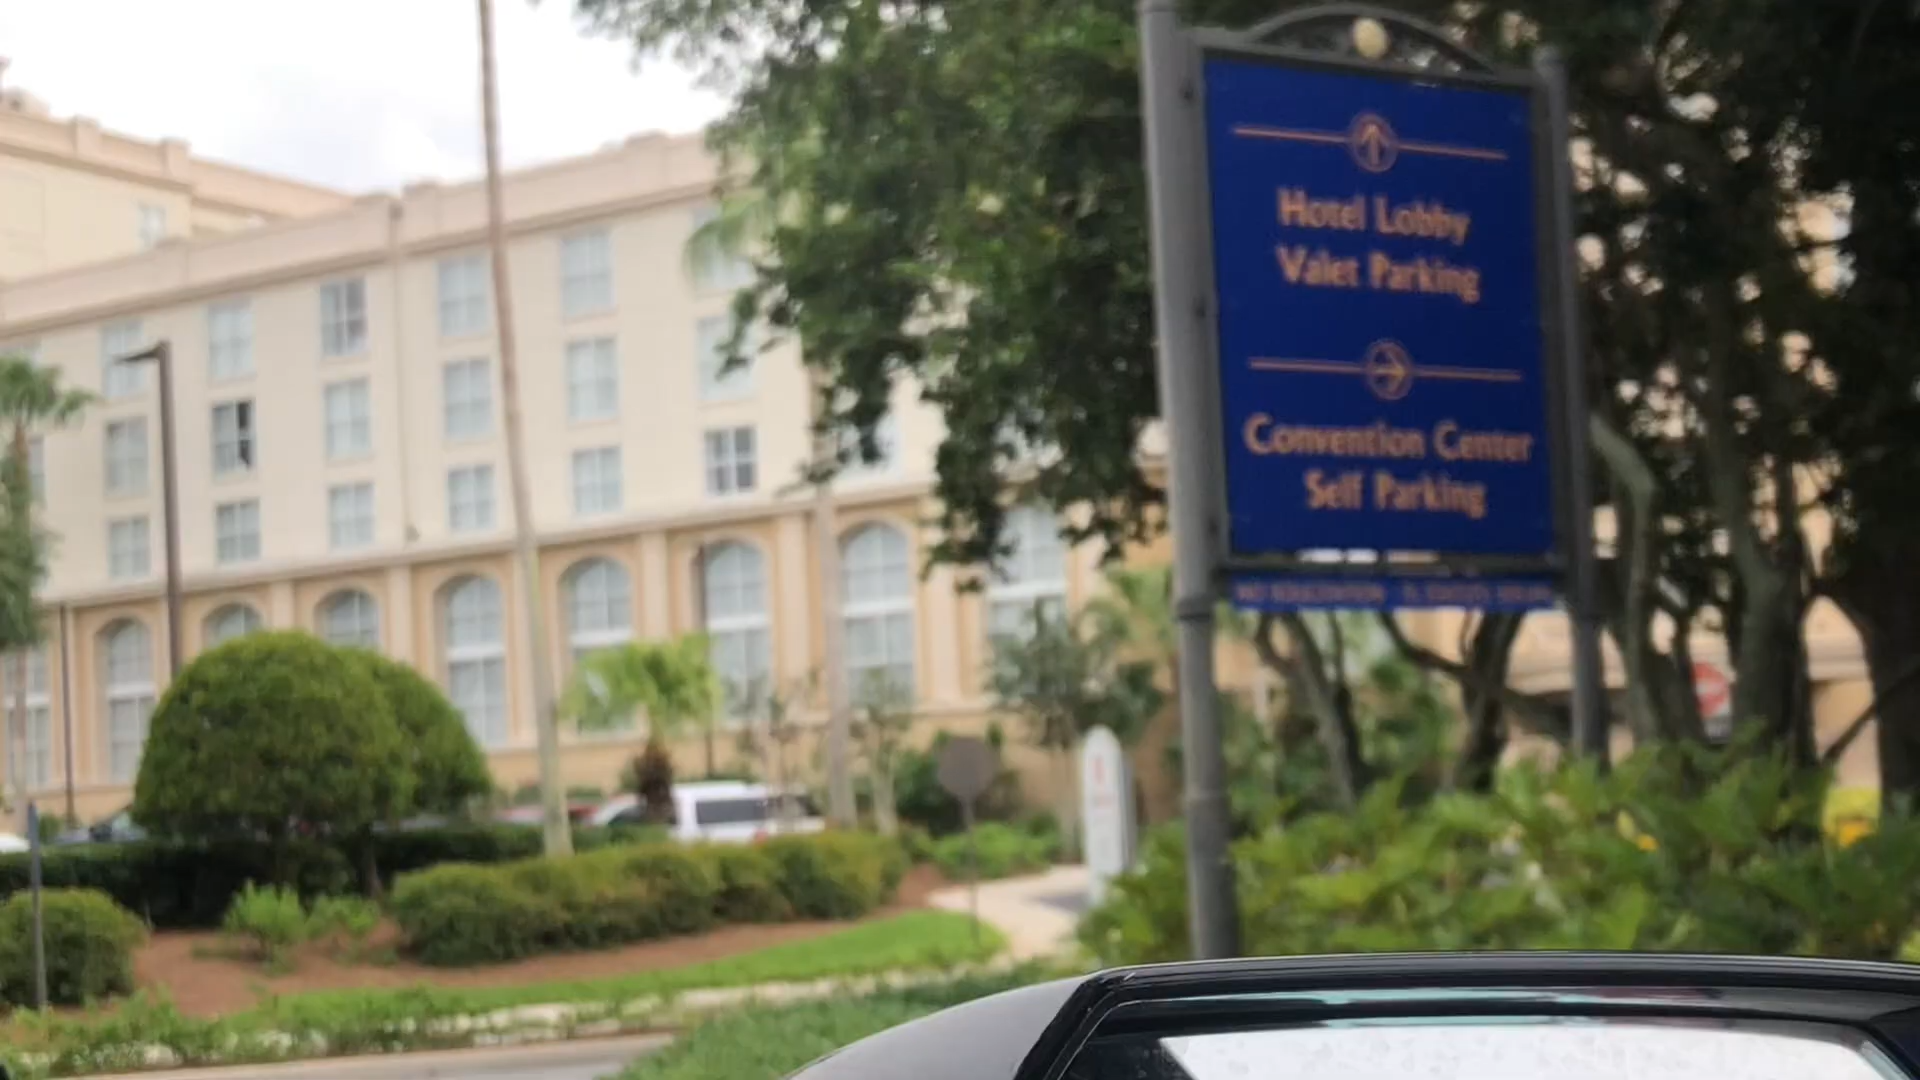 Hotel Lobby
Valet Parking
Convention Center
Self Parking